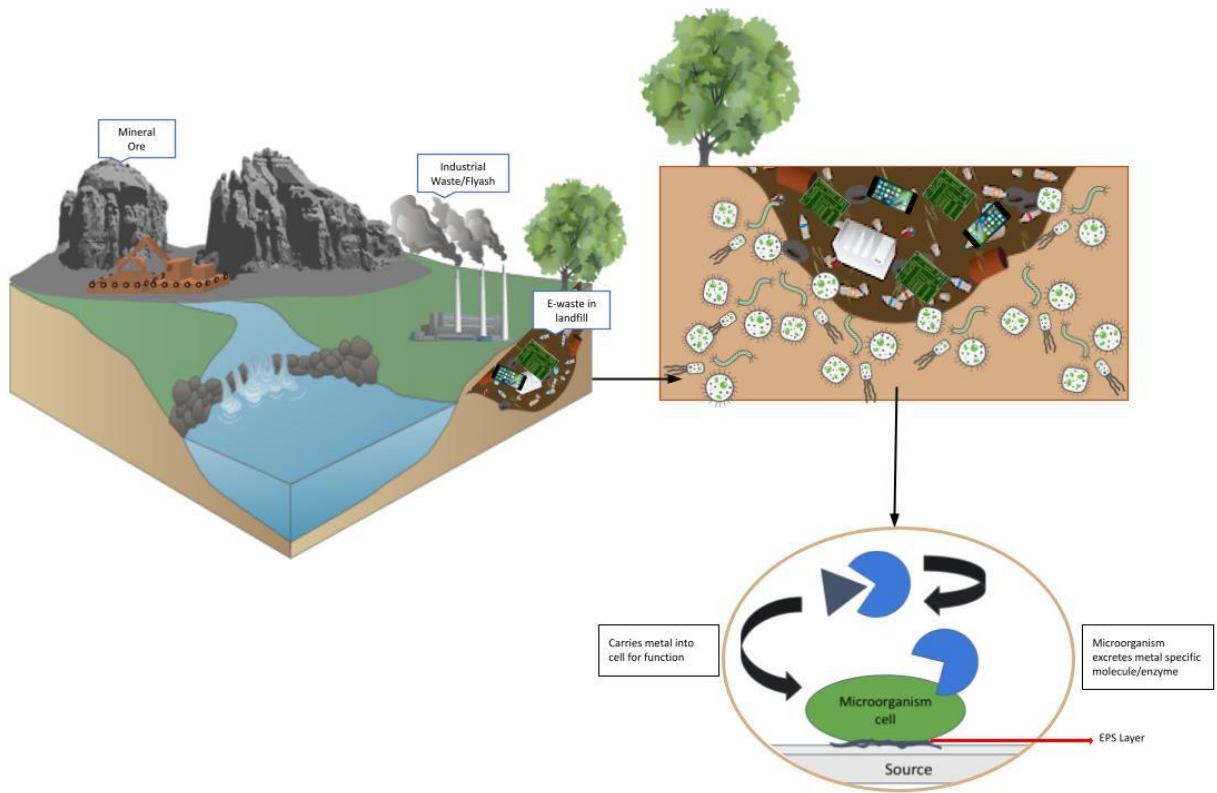 Mineral
Ore
Industrial
Waste/Flyash
E-waste in
landfill
Carries metal into
cell for function
Microorganism
excretes metal specific
molecule/enzyme
Microorganism
cell
EPS Layer
Source